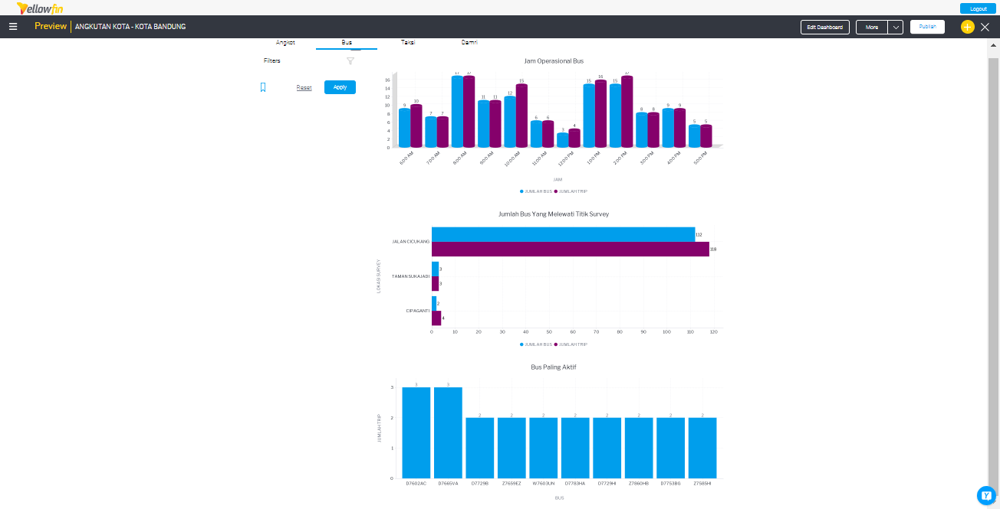 Yellowfin
Logout
Preview ANGKUTAN KOTA - KOTA BANDUNG
Edit Dashboard More Publish
Angkot Bus Taksi Damri
Filters
Reset Apply
Jam Operasional Bus
16
14
12
10
8
6
4
2
0
9 10 7 7 17 17 11 11 12 15 6 6 3 4 15 16 15 17 8 8 9 9 5 5
6:00 AM 7:00 AM 8:00 AM 9:00 AM 10:00 AM 11:00 AM 12:00 PM 1:00 PM 2:00 PM 3:00 PM 4:00 PM 5:00 PM
JAM
JUMLAH BUS JUMLAH TRIP
Jumlah Bus Yang Melewati Titik Survey
LOKASI SURVEY
JALAN CICUKANG 112
118
TAMAN SUKAJADI 3
3
CIPAGANTI 2
4
0 10 20 30 40 50 60 70 80 90 100 110 120
JUMLAH BUS JUMLAH TRIP
Bus Paling Aktif
JUMLAH TRIP
3
2
1
0
3 3 2 2 2 2 2 2 2 2
D7602AC D7665VA D7729B Z7659EZ W7603UN D7783HA D7729HI Z7860HB D7753BG Z7585HI
BUS